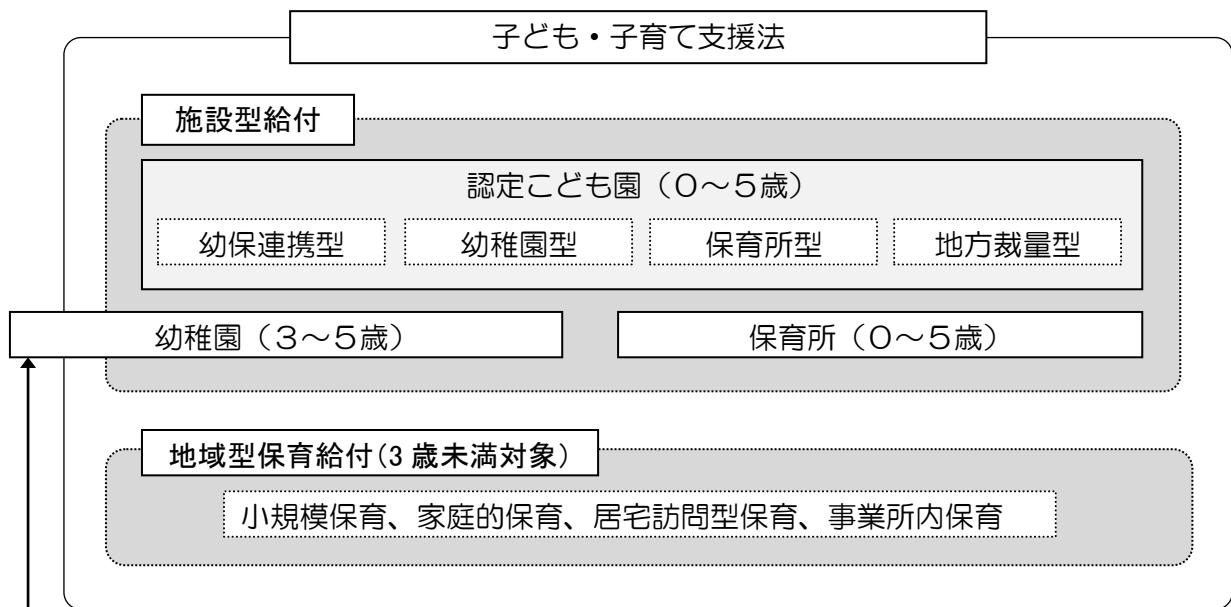 子ども・子育て支援法
施設型給付
認定こども園（０～５歳）
幼保連携型
幼稚園型
保育所型
地方裁量型
幼稚園（３～５歳）
保育所（０～５歳）
地域型保育給付(3歳未満対象)
小規模保育、家庭的保育、居宅訪問型保育、事業所内保育